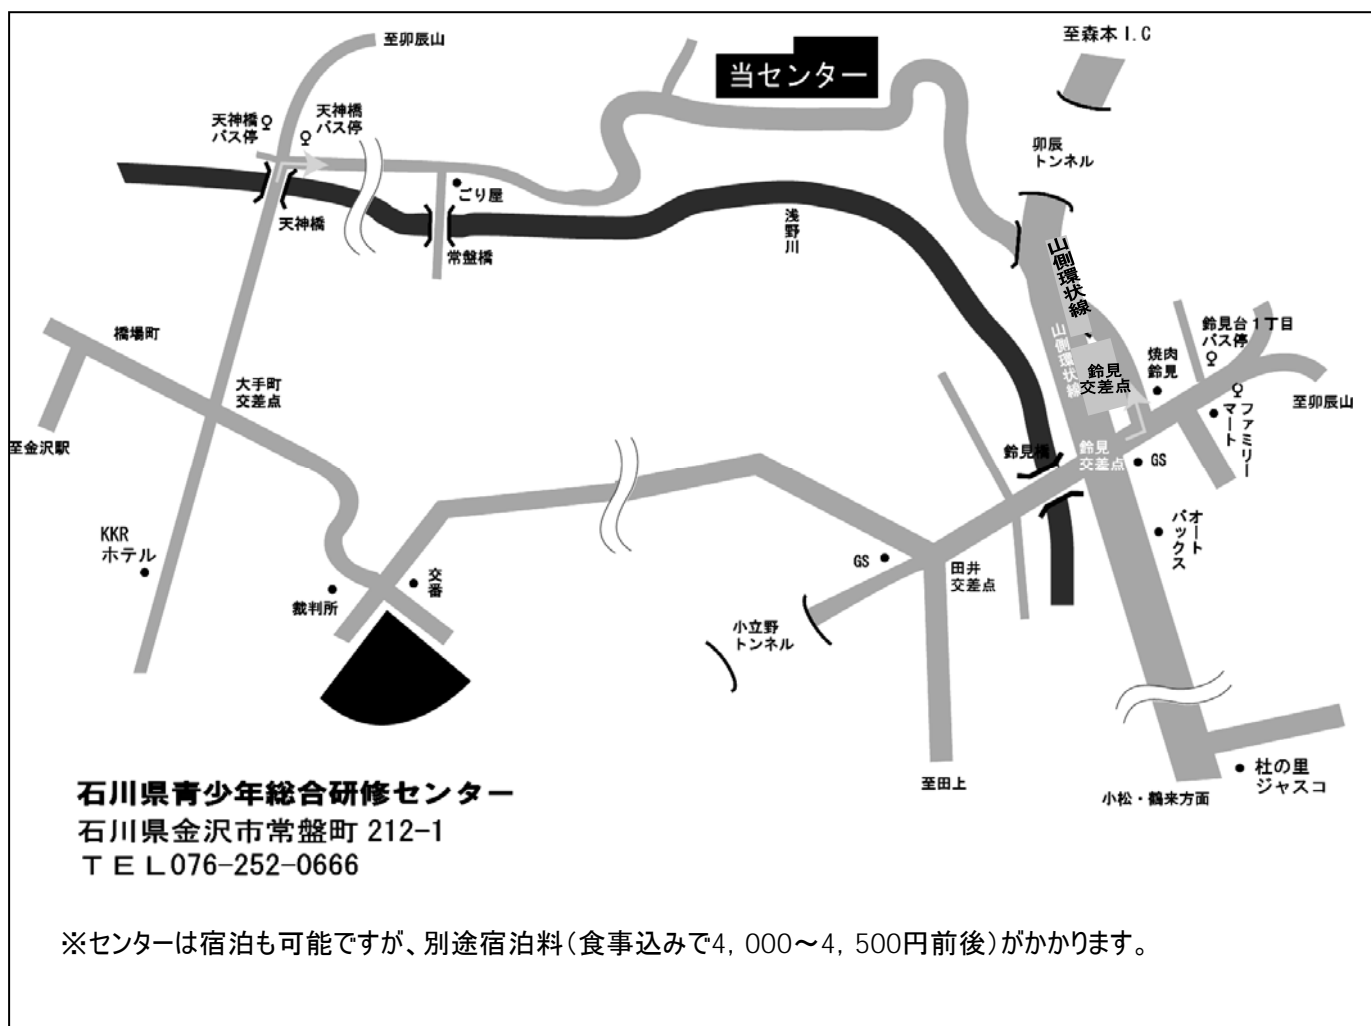 至卯辰山
至森本 I.C
当センター
天神橋
バス停
天神橋
バス停
卯辰
トンネル
ごり屋
天神橋
浅野川
常盤橋
山側環状線
山側環状線
鈴見台1丁目
バス停
橋場町
焼肉
鈴見
鈴見
交差点
大手町
交差点
至卯辰山
ファミリー
マート
至金沢駅
鈴見橋
鈴見
交差点
GS
オート
バックス
KKR
ホテル
交番
GS
田井
交差点
裁判所
小立野
トンネル
至田上
杜の里
ジャスコ
小松・鶴来方面
石川県青少年総合研修センター
石川県金沢市常盤町 212-1
ＴＥＬ076-252-0666
※センターは宿泊も可能ですが、別途宿泊料(食事込みで4, 000～4, 500円前後)がかかります。